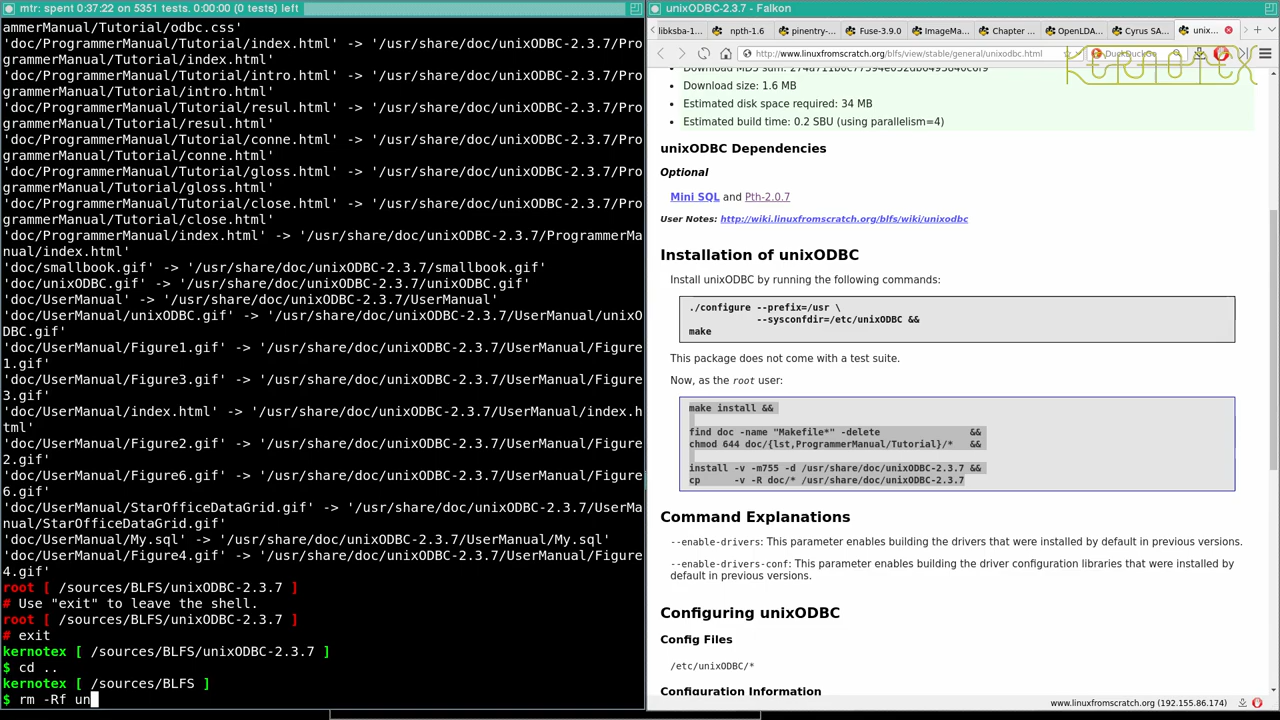 mtr: spent 0:37:22 on 5351 tests. 0:00:00 (0 tests) left
ammerManual/Tutorial/odbc.css'
'doc/ProgrammerManual/Tutorial/index.html' -> '/usr/share/doc/unixODBC-2.3.7/Pro
grammerManual/Tutorial/index.html'
'doc/ProgrammerManual/Tutorial/intro.html' -> '/usr/share/doc/unixODBC-2.3.7/Pro
grammerManual/Tutorial/intro.html'
'doc/ProgrammerManual/Tutorial/resul.html' -> '/usr/share/doc/unixODBC-2.3.7/Pro
grammerManual/Tutorial/resul.html'
'doc/ProgrammerManual/Tutorial/conne.html' -> '/usr/share/doc/unixODBC-2.3.7/Pro
grammerManual/Tutorial/conne.html'
'doc/ProgrammerManual/Tutorial/gloss.html' -> '/usr/share/doc/unixODBC-2.3.7/Pro
grammerManual/Tutorial/gloss.html'
'doc/ProgrammerManual/Tutorial/close.html' -> '/usr/share/doc/unixODBC-2.3.7/Pro
grammerManual/Tutorial/close.html'
'doc/ProgrammerManual/index.html' -> '/usr/share/doc/unixODBC-2.3.7/ProgrammerMa
nual/index.html'
'doc/smallbook.gif' -> '/usr/share/doc/unixODBC-2.3.7/smallbook.gif'
'doc/unixODBC.gif' -> '/usr/share/doc/unixODBC-2.3.7/unixODBC.gif'
'doc/UserManual' -> '/usr/share/doc/unixODBC-2.3.7/UserManual'
'doc/UserManual/unixODBC.gif' -> '/usr/share/doc/unixODBC-2.3.7/UserManual/unixO
DBC.gif'
'doc/UserManual/Figure1.gif' -> '/usr/share/doc/unixODBC-2.3.7/UserManual/Figure
1.gif'
'doc/UserManual/Figure3.gif' -> '/usr/share/doc/unixODBC-2.3.7/UserManual/Figure
3.gif'
'doc/UserManual/index.html' -> '/usr/share/doc/unixODBC-2.3.7/UserManual/index.h
tml'
'doc/UserManual/Figure2.gif' -> '/usr/share/doc/unixODBC-2.3.7/UserManual/Figure
2.gif'
'doc/UserManual/Figure6.gif' -> '/usr/share/doc/unixODBC-2.3.7/UserManual/Figure
6.gif'
'doc/UserManual/StarOfficeDataGrid.gif' -> '/usr/share/doc/unixODBC-2.3.7/UserMa
nual/StarOfficeDataGrid.gif'
'doc/UserManual/My.sql' -> '/usr/share/doc/unixODBC-2.3.7/UserManual/My.sql'
'doc/UserManual/Figure4.gif' -> '/usr/share/doc/unixODBC-2.3.7/UserManual/Figure
4.gif'
root [ /sources/BLFS/unixODBC-2.3.7 ]
# Use "exit" to leave the shell.
root [ /sources/BLFS/unixODBC-2.3.7 ]
# exit
kernotex [ /sources/BLFS/unixODBC-2.3.7 ]
$ cd ..
kernotex [ /sources/BLFS ]
$ rm -Rf un
unixODBC-2.3.7 - Falkon
libksba-1... npth-1.6 pinentry-... Fuse-3.9.0 ImageMa... OpenLDA... Cyrus SA... unix...
http://www.linuxfromscratch.org/blfs/view/stable/general/unixodbc.html DuckDuckGo
KERNOTEX
Download size: 1.6 MB
Estimated disk space required: 34 MB
Estimated build time: 0.2 SBU (using parallelism=4)
unixODBC Dependencies
Optional
Mini SQL and Pth-2.0.7
User Notes: http://wiki.linuxfromscratch.org/blfs/wiki/unixodbc
Installation of unixODBC
Install unixODBC by running the following commands:
./configure --prefix=/usr \
--sysconfdir=/etc/unixODBC &&
make
This package does not come with a test suite.
Now, as the root user:
make install &&
find doc -name "Makefile*" -delete &&
chmod 644 doc/{lst,ProgrammerManual/Tutorial}/* &&
install -v -m755 -d /usr/share/doc/unixODBC-2.3.7 &&
cp -v -R doc/* /usr/share/doc/unixODBC-2.3.7
Command Explanations
--enable-drivers: This parameter enables building the drivers that were installed by default in previous versions.
--enable-drivers-conf: This parameter enables building the driver configuration libraries that were installed by
default in previous versions.
Configuring unixODBC
Config Files
/etc/unixODBC/*
Configuration Information
www.linuxfromscratch.org (192.155.86.174)